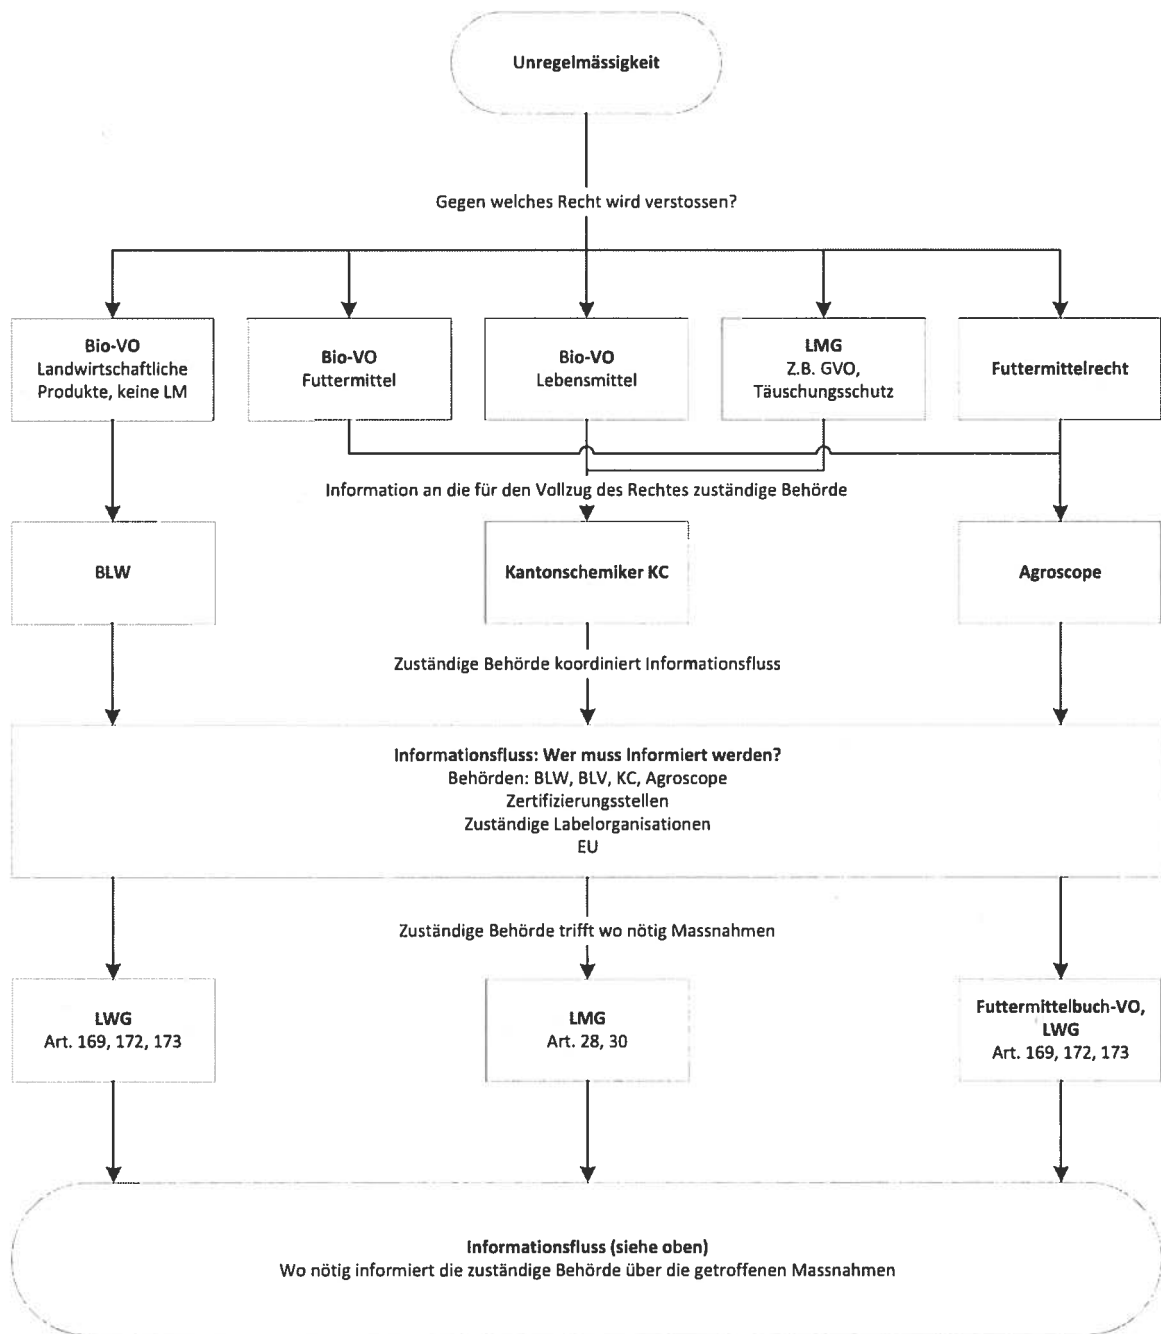 Unregelmässigkeit
Gegen welches Recht wird verstossen?
Bio-VO
Landwirtschaftliche
Produkte, keine LM
Bio-VO
Futtermittel
Bio-VO
Lebensmittel
LMG
Z.B. GVO,
Täuschungsschutz
Futtermittelrecht
Information an die für den Vollzug des Rechtes zuständige Behörde
BLW
Kantonschemiker KC
Agroscope
Zuständige Behörde koordiniert Informationsfluss
Informationsfluss: Wer muss Informiert werden?
Behörden: BLW, BLV, KC, Agroscope
Zertifizierungsstellen
Zuständige Labelorganisationen
EU
Zuständige Behörde trifft wo nötig Massnahmen
LWG
Art. 169, 172, 173
LMG
Art. 28, 30
Futtermittelbuch-VO,
LWG
Art. 169, 172, 173
Informationsfluss (siehe oben)
Wo nötig informiert die zuständige Behörde über die getroffenen Massnahmen